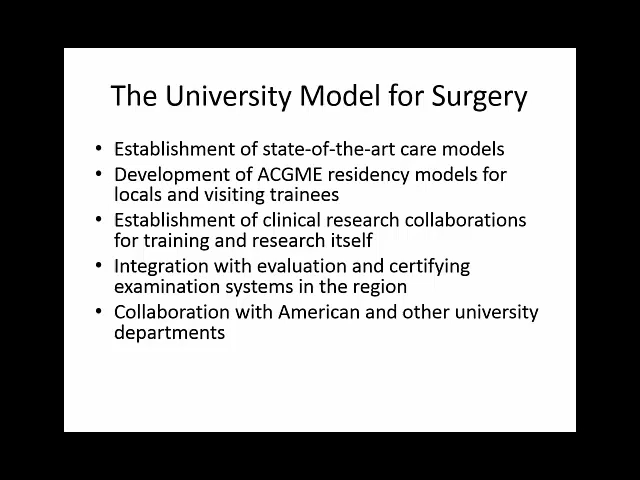 The University Model for Surgery
• Establishment of state-of-the-art care models
• Development of ACGME residency models for
locals and visiting trainees
• Establishment of clinical research collaborations
for training and research itself
• Integration with evaluation and certifying
examination systems in the region
• Collaboration with American and other university
departments